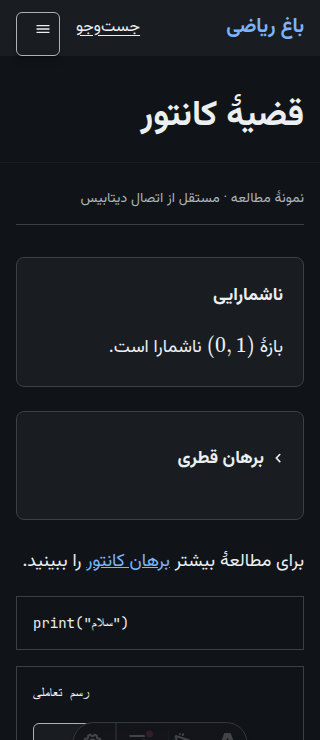 باغ ریاضی
جست‌وجو
قضیهٔ کانتور
نمونهٔ مطالعه · مستقل از اتصال دیتابیس
ناشمارایی
بازهٔ (0, 1) ناشمارا است.
برهان قطری
برای مطالعهٔ بیشتر برهان کانتور را ببینید.
print("سلام")
رسم تعاملی